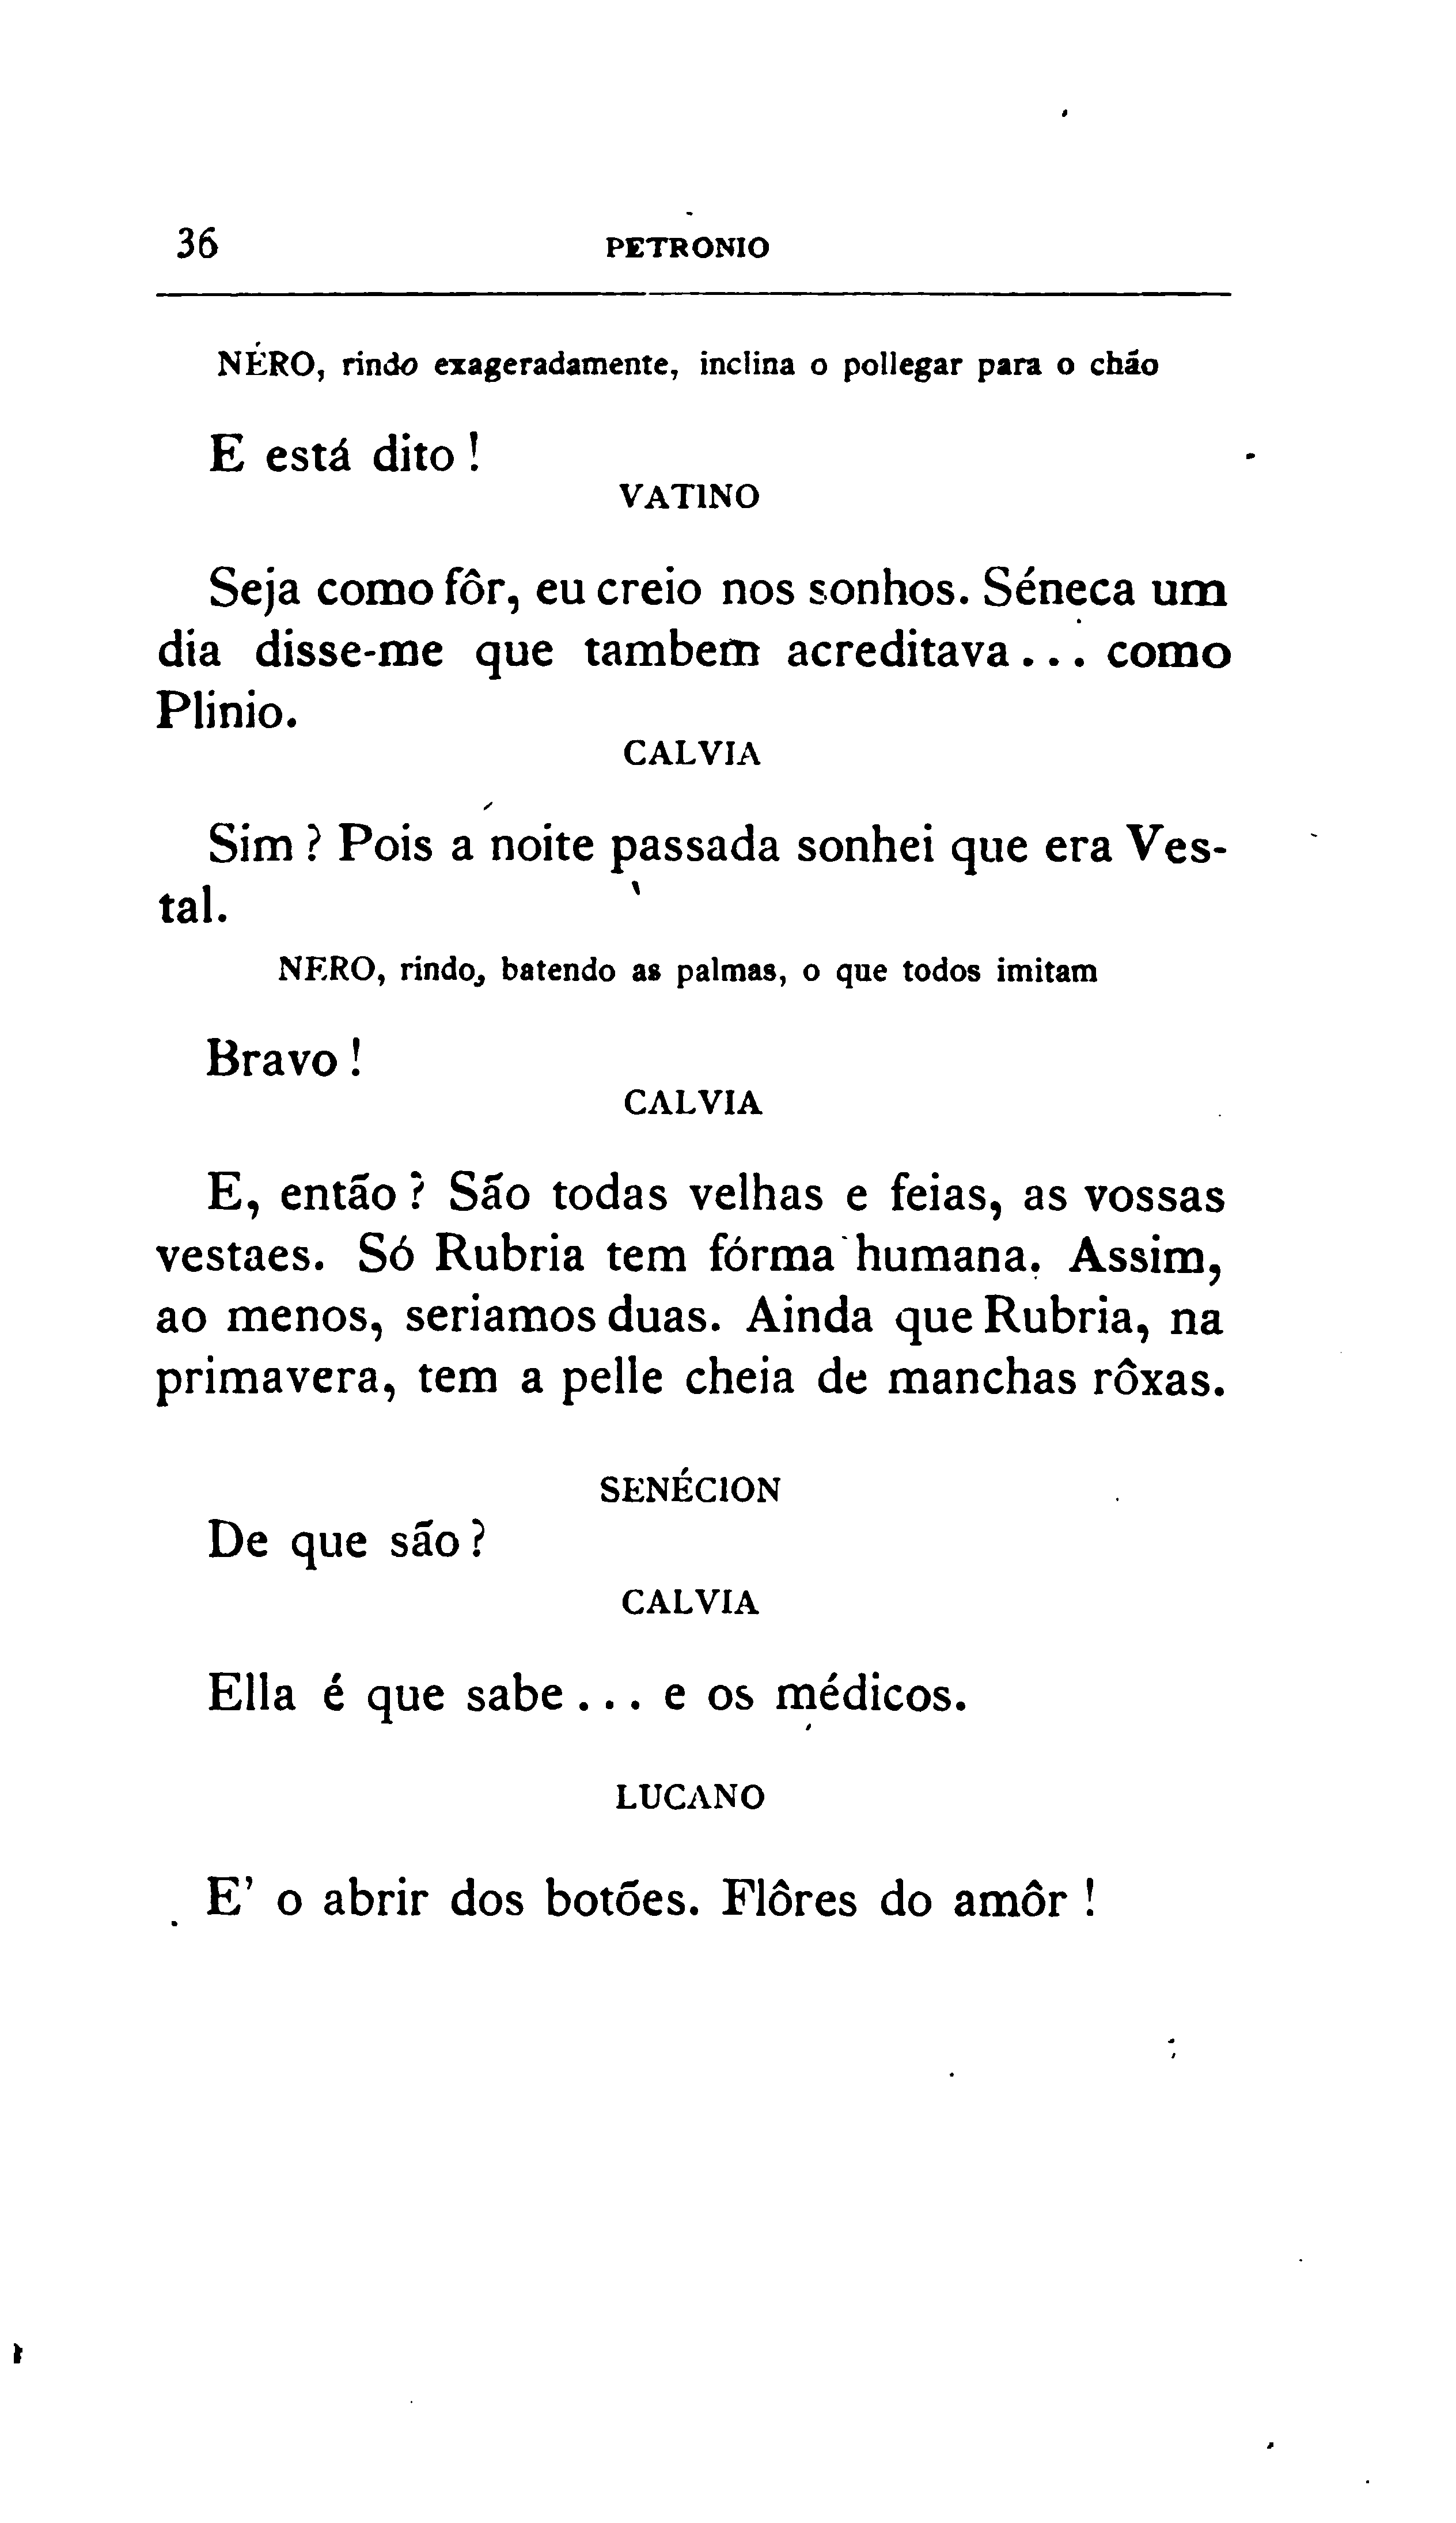 36 PETRONIO
NÉRO, rindo exageradamente, inclina o pollegar para o chão
E está dito !
VATINO
Seja como fôr, eu creio nos sonhos. Séneca um
dia disse-me que tambem acreditava... como
Plinio.
CALVIA
Sim ? Pois a noite passada sonhei que era Ves-
tal.
NERO, rindo, batendo as palmas, o que todos imitam
Bravo !
CALVIA
E, então ? São todas velhas e feias, as vossas
vestaes. Só Rubria tem fórma humana. Assim,
ao menos, seriamos duas. Ainda que Rubria, na
primavera, tem a pelle cheia de manchas rôxas.
SENÉCION
De que são ?
CALVIA
Ella é que sabe... e os médicos.
LUCANO
E' o abrir dos botões. Flôres do amôr !